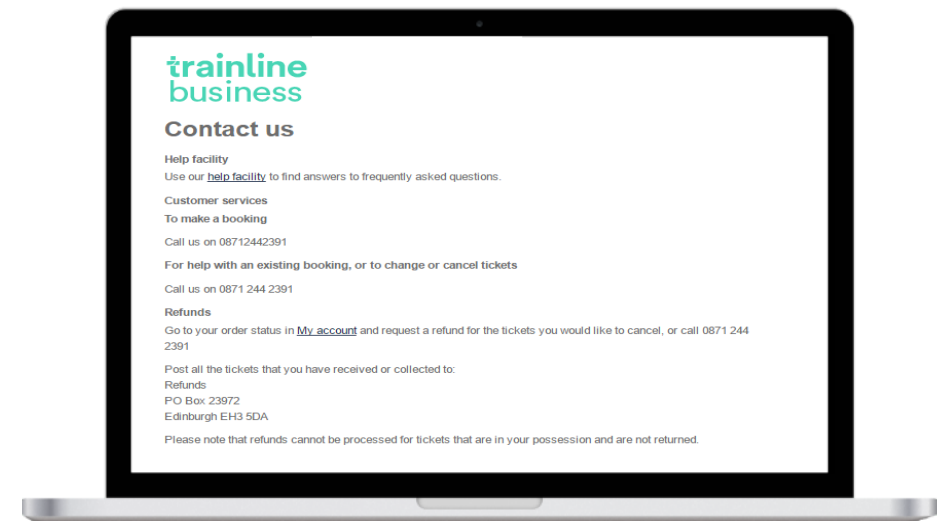 trainline
business
Contact us
Help facility
Use our help facility to find answers to frequently asked questions.
Customer services
To make a booking
Call us on 08712442391
For help with an existing booking, or to change or cancel tickets
Call us on 0871 244 2391
Refunds
Go to your order status in My account and request a refund for the tickets you would like to cancel, or call 0871 244
2391
Post all the tickets that you have received or collected to:
Refunds
PO Box 23972
Edinburgh EH3 5DA
Please note that refunds cannot be processed for tickets that are in your possession and are not returned.